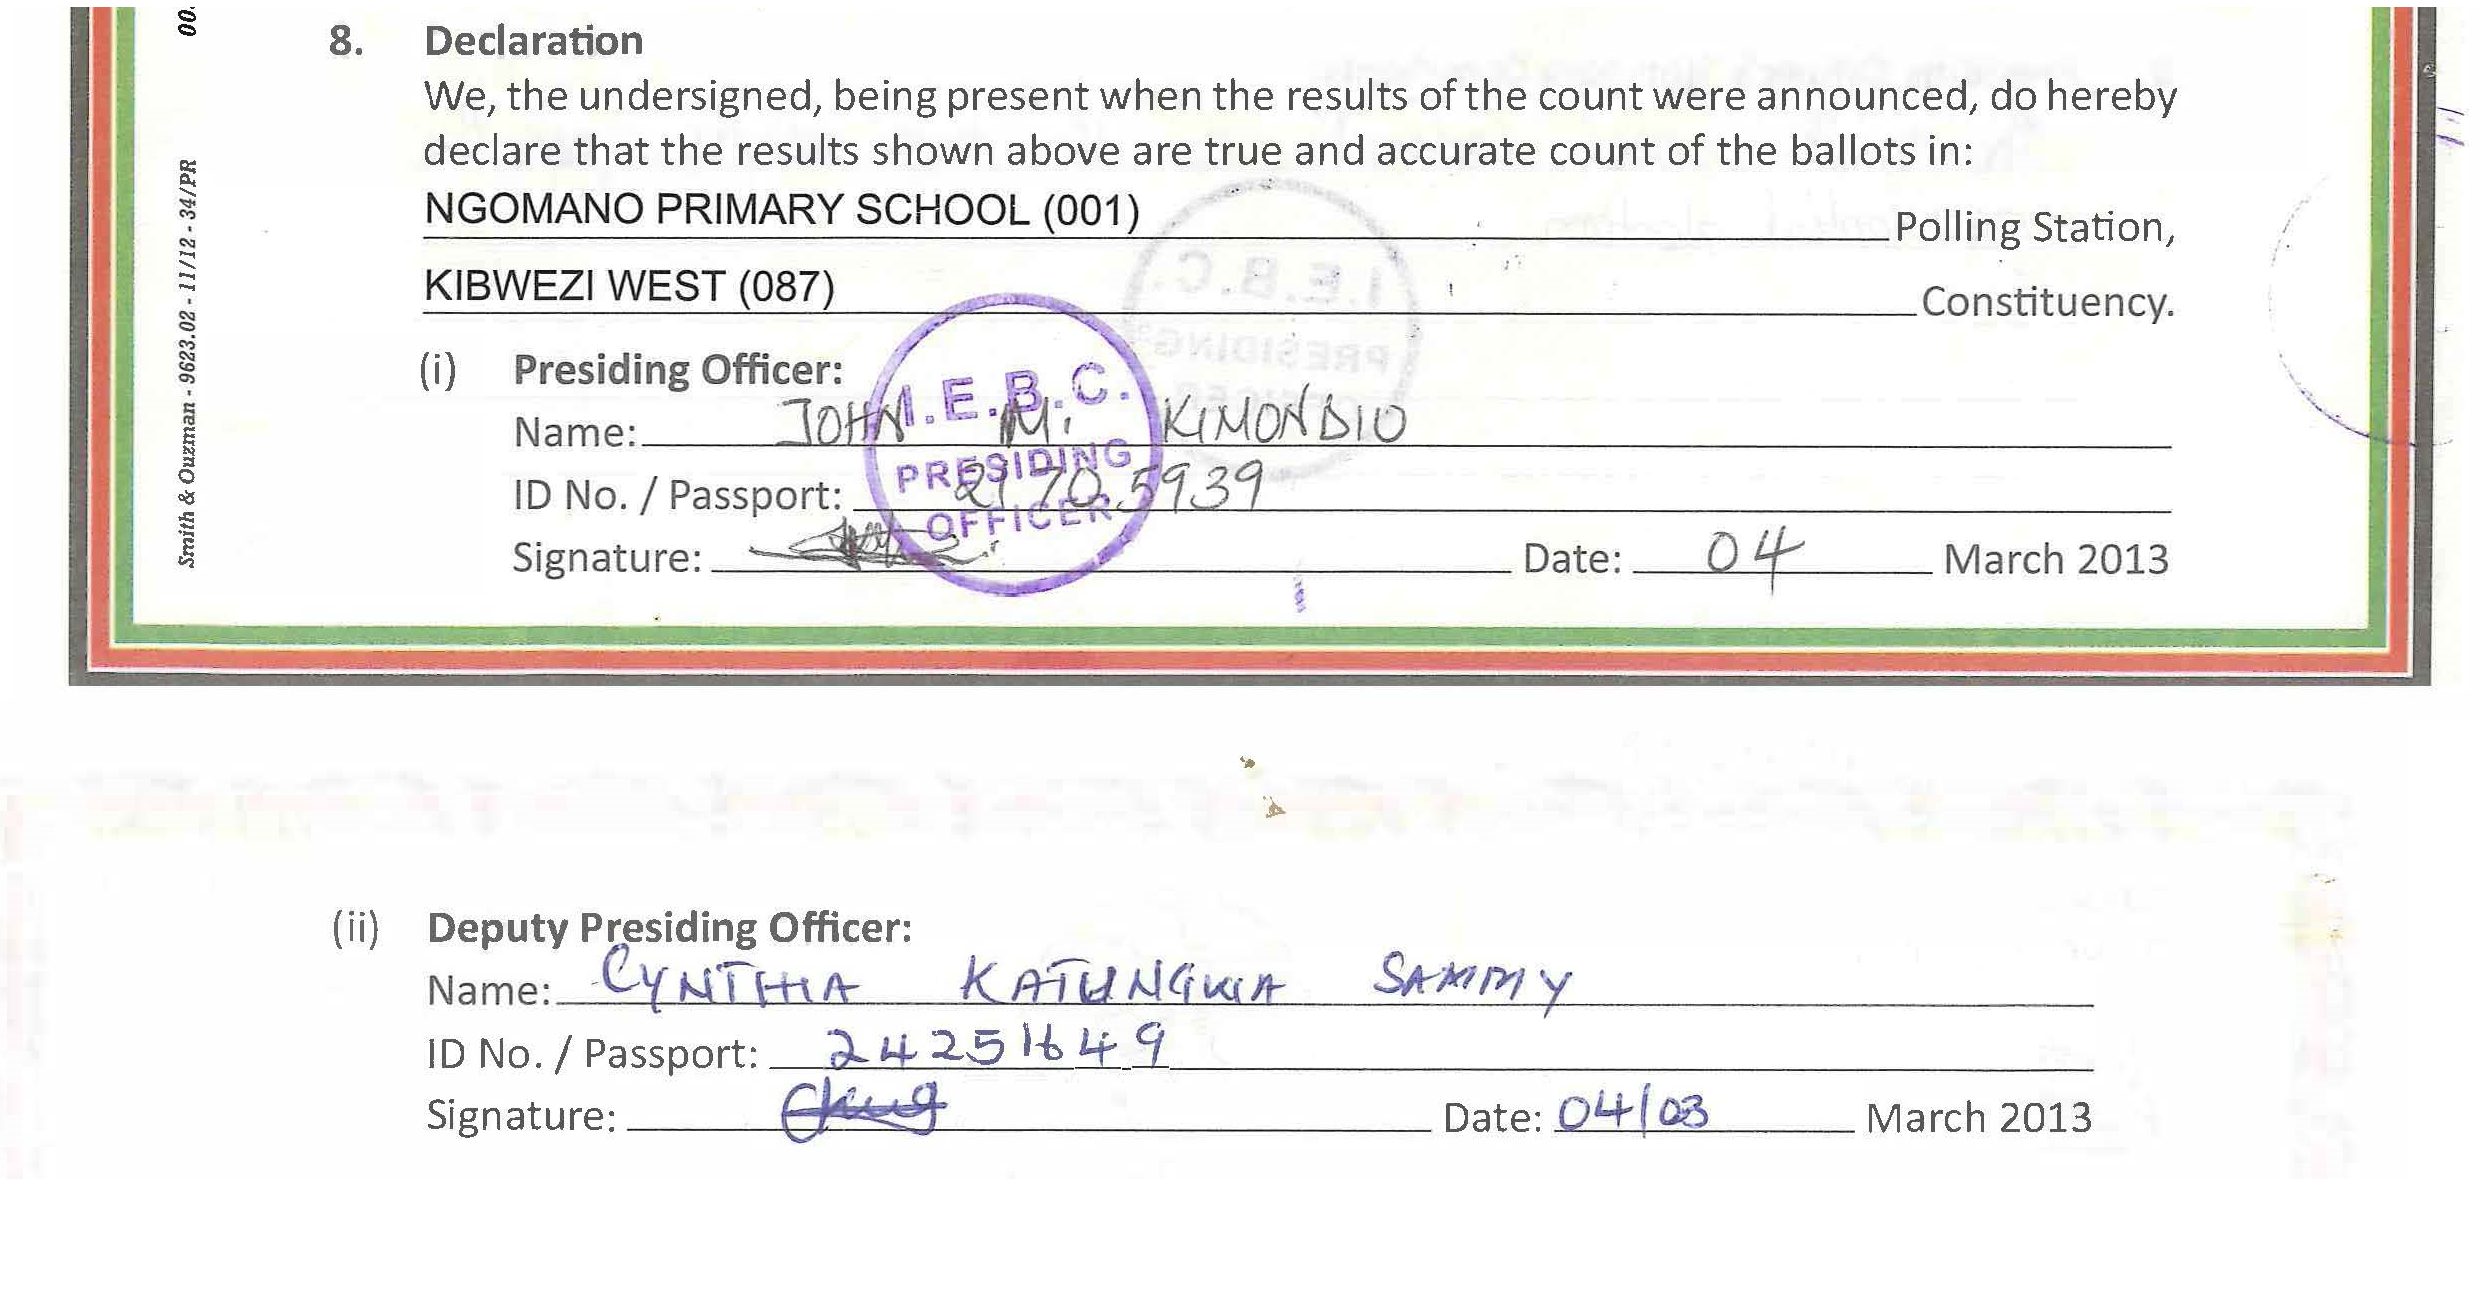 00.
Smith & Ouzman - 9623.02 - 11/12 - 34/PR
8. Declaration
We, the undersigned, being present when the results of the count were announced, do hereby
declare that the results shown above are true and accurate count of the ballots in:
NGOMANO PRIMARY SCHOOL (001) Polling Station,
KIBWEZI WEST (087) Constituency.
(i) Presiding Officer:
I.E.B.C.
PRESIDING
OFFICER
Name: JOHN M. KIMONDIU
ID No. / Passport: 21705939
Signature: Date: 04 March 2013
(ii) Deputy Presiding Officer:
Name: CYNTHIA KATUNGWA SAMMY
ID No. / Passport: 24251649
Signature: Date: 04/03 March 2013